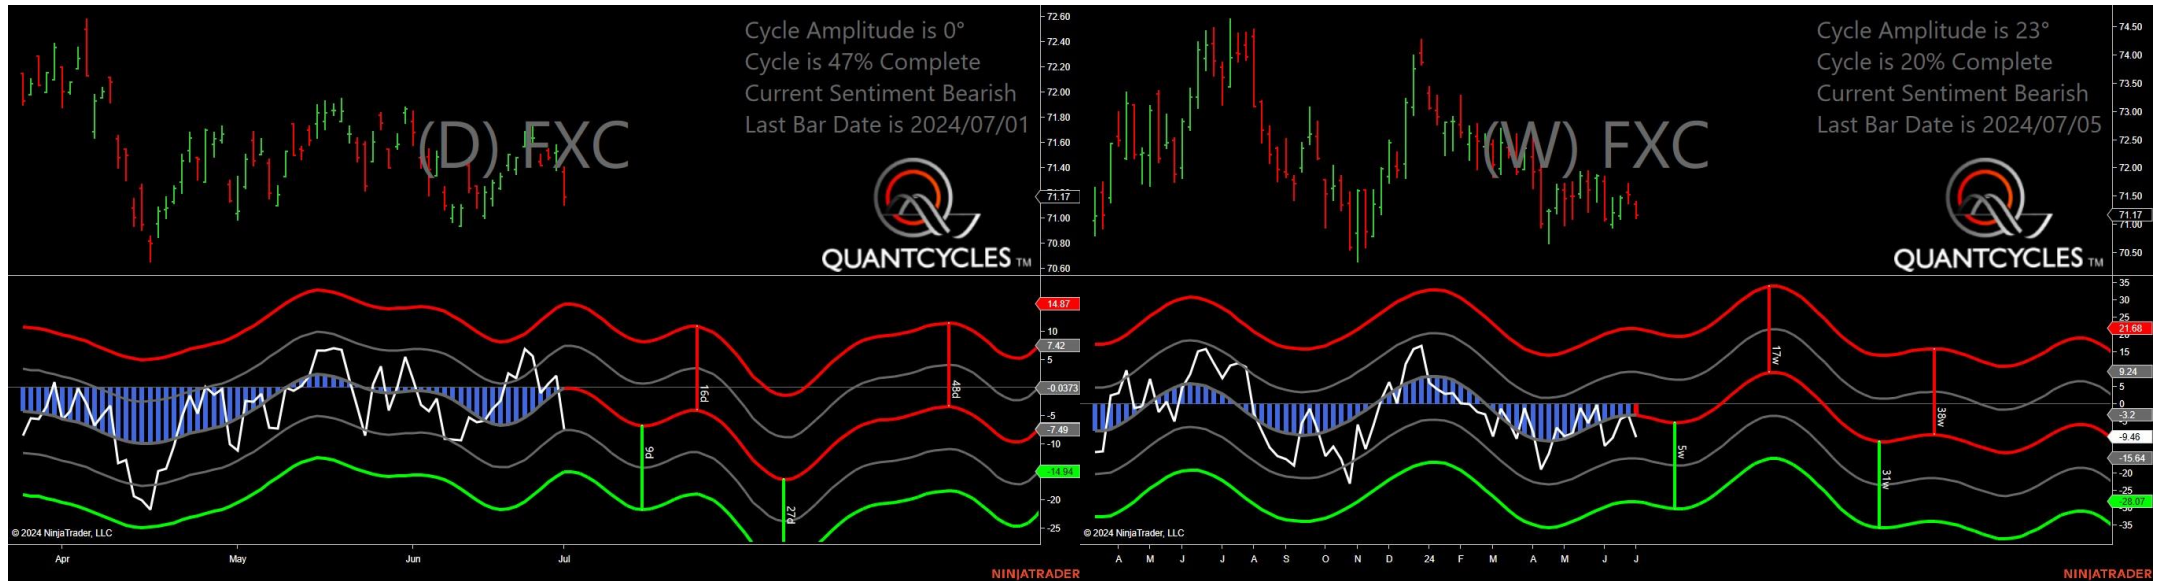 Cycle Amplitude is 0°
Cycle is 47% Complete
Current Sentiment Bearish
Last Bar Date is 2024/07/01
(D) FXC
QUANTCYCLES TM
72.60
72.40
72.20
72.00
71.80
71.60
71.40
71.17
71.00
70.80
70.60
14.87
10
7.42
5
-0.0373
-5
-7.49
-10
-14.94
-20
-25
9d
16d
27d
48d
© 2024 NinjaTrader, LLC
Apr
May
Jun
Jul
NINJATRADER
Cycle Amplitude is 23°
Cycle is 20% Complete
Current Sentiment Bearish
Last Bar Date is 2024/07/05
(W) FXC
QUANTCYCLES TM
74.50
74.00
73.50
73.00
72.50
72.00
71.50
71.17
71.00
70.50
35
30
25
21.68
15
9.24
5
0
-3.2
-9.46
-15.64
-20
-25
-28.07
-35
5w
17w
31w
38w
© 2024 NinjaTrader, LLC
A M J J A S O N D 24 F M A M J J
NINJATRADER